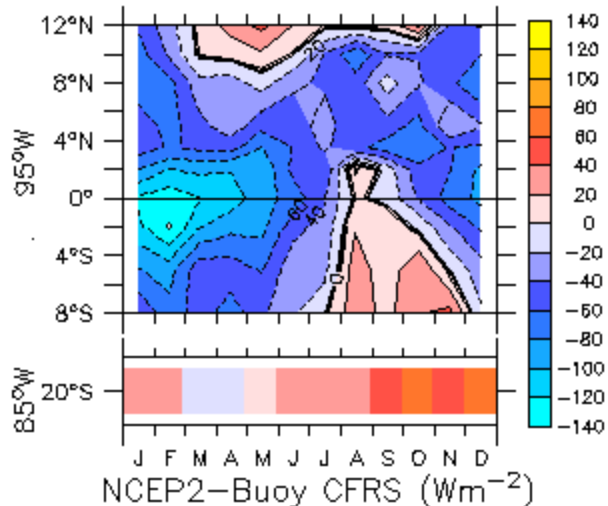 12°N
8°N
4°N
0°
4°S
8°S
95°W
20
60
40
0
140
120
100
80
60
40
20
0
−20
−40
−60
−80
−100
−120
−140
85°W
20°S
J F M A M J J A S O N D
NCEP2−Buoy CFRS (Wm−2)